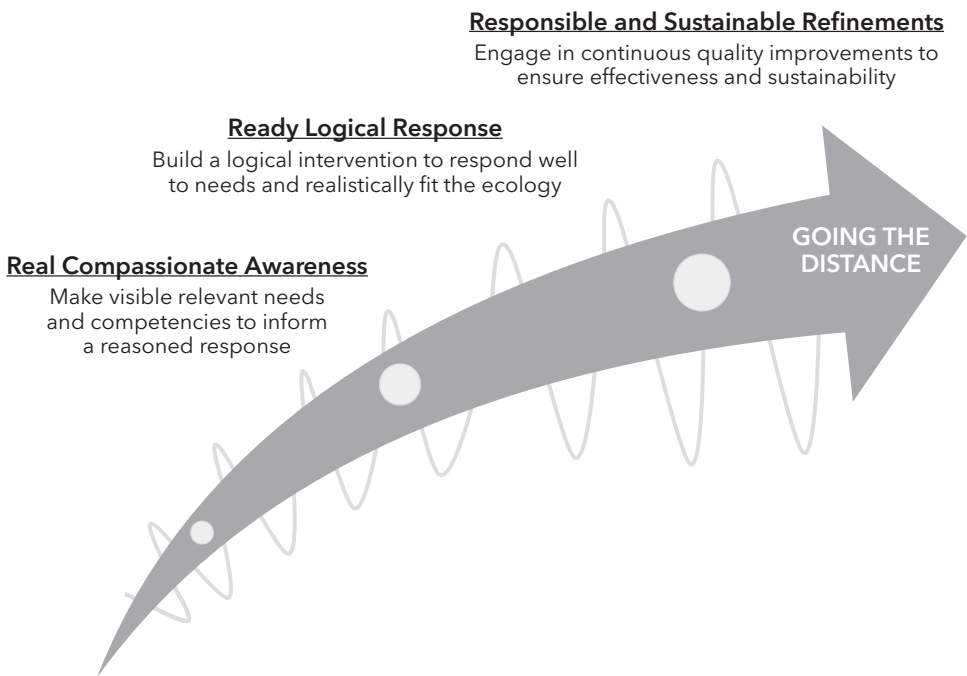 Responsible and Sustainable Refinements
Engage in continuous quality improvements to
ensure effectiveness and sustainability
Ready Logical Response
Build a logical intervention to respond well
to needs and realistically fit the ecology
Real Compassionate Awareness
Make visible relevant needs
and competencies to inform
a reasoned response
GOING THE
DISTANCE